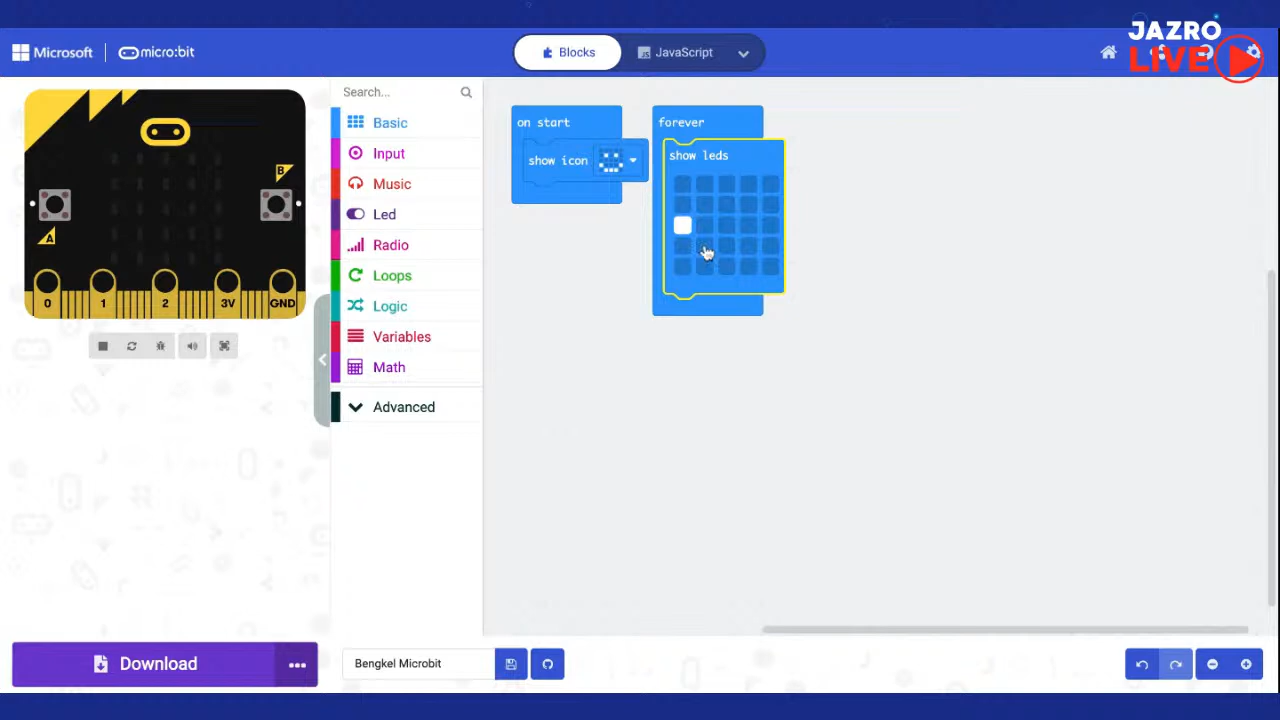 JAZRO
LIVE
Microsoft
micro:bit
Blocks
JavaScript
Search...
Basic
Input
Music
Led
Radio
Loops
Logic
Variables
Math
Advanced
on start
show icon
forever
show leds
B
A
0 1 2 3V GND
Download
Bengkel Microbit